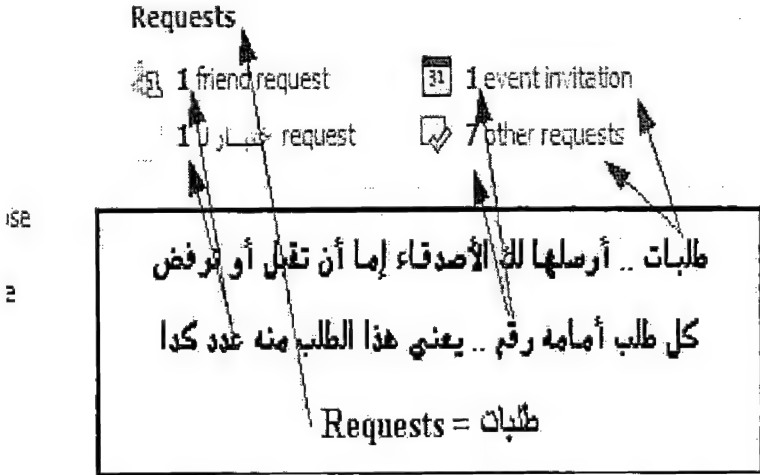 Requests
1 friend request
1 event invitation
1 request
7 other requests
ise
e
طلبات .. أرسلها لك الأصدقاء إما أن تقبل أو ترفض
كل طلب أمامه رقم .. يعني هذا الطلب منه عدد كدا
Requests = طلبات